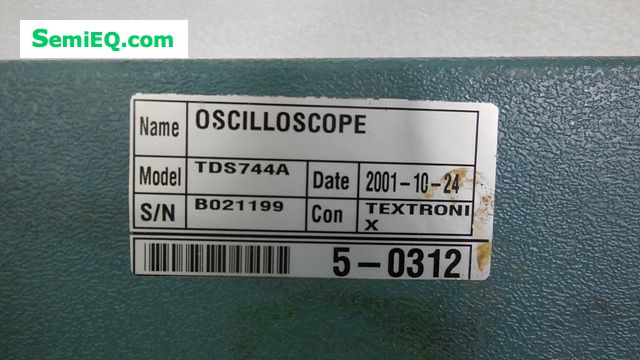 SemiEQ.com
Name OSCILLOSCOPE
Model TDS744A Date 2001-10-24
S/N B021199 Con TEXTRONI
X
5-0312